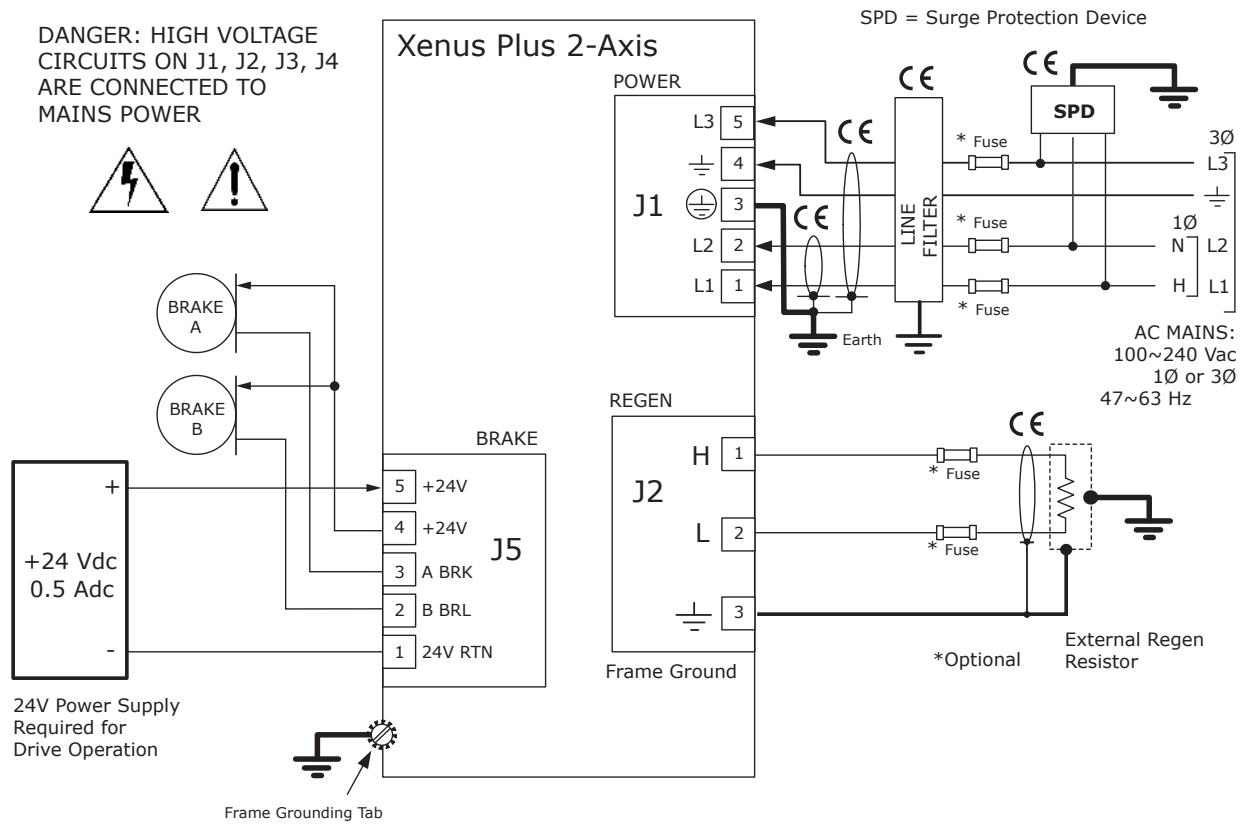 DANGER: HIGH VOLTAGE
CIRCUITS ON J1, J2, J3, J4
ARE CONNECTED TO
MAINS POWER
Xenus Plus 2-Axis
SPD = Surge Protection Device
POWER
J1
L3 5
4
3
L2 2
L1 1
CE
CE
CE
CE
LINE
FILTER
SPD
* Fuse
* Fuse
* Fuse
Earth
3Ø
L3
1Ø
N L2
H L1
AC MAINS:
100~240 Vac
1Ø or 3Ø
47~63 Hz
BRAKE
A
BRAKE
B
+
+24 Vdc
0.5 Adc
-
24V Power Supply
Required for
Drive Operation
BRAKE
J5
5 +24V
4 +24V
3 A BRK
2 B BRL
1 24V RTN
Frame Grounding Tab
REGEN
J2
H 1
L 2
3
Frame Ground
CE
* Fuse
* Fuse
*Optional
External Regen
Resistor